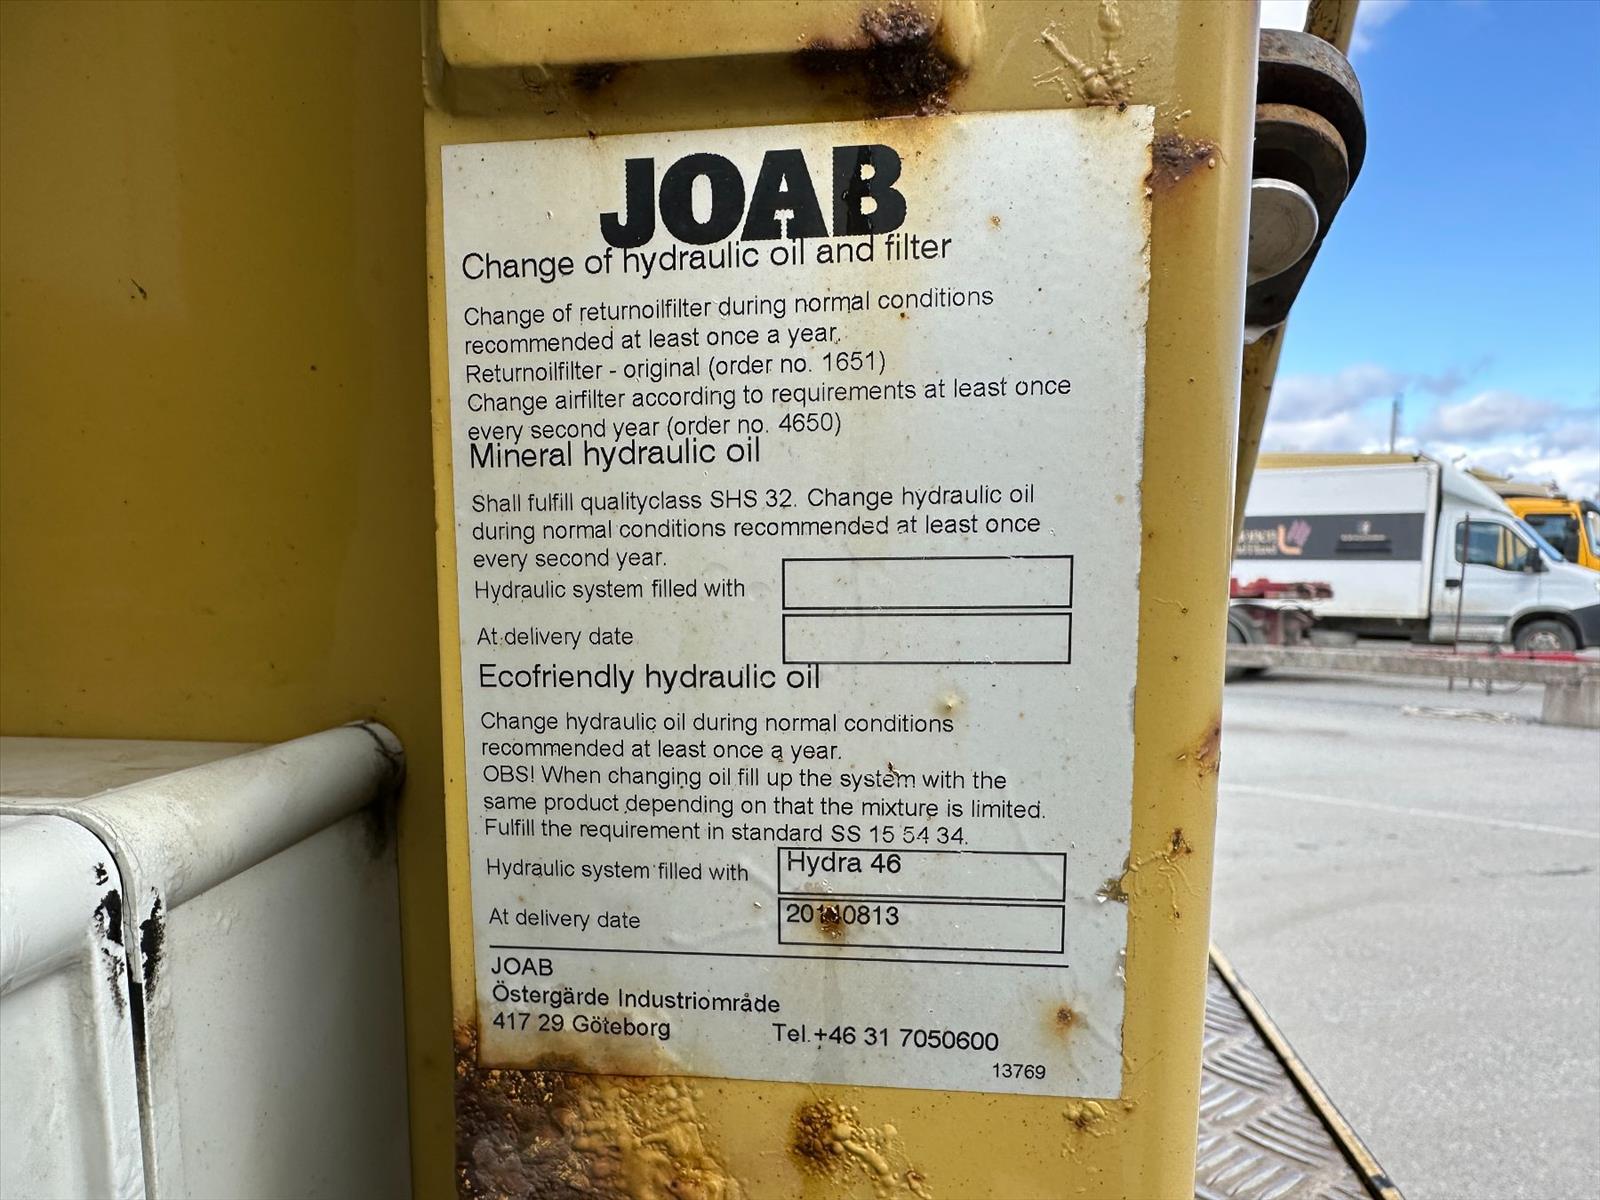 JOAB
Change of hydraulic oil and filter
Change of returnoilfilter during normal conditions
recommended at least once a year.
Returnoilfilter - original (order no. 1651)
Change airfilter according to requirements at least once
every second year (order no. 4650)
Mineral hydraulic oil
Shall fulfill qualityclass SHS 32. Change hydraulic oil
during normal conditions recommended at least once
every second year.
Hydraulic system filled with
At delivery date
Ecofriendly hydraulic oil
Change hydraulic oil during normal conditions
recommended at least once a year.
OBS! When changing oil fill up the system with the
same product depending on that the mixture is limited.
Fulfill the requirement in standard SS 15 54 34.
Hydraulic system filled with Hydra 46
At delivery date
JOAB
Östergärde Industriområde
417 29 Göteborg Tel.+46 31 7050600
13769